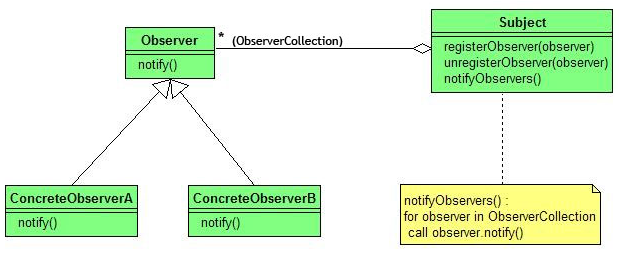 Observer
notify()
* (ObserverCollection)
Subject
registerObserver(observer)
unregisterObserver(observer)
notifyObservers()
ConcreteObserverA
notify()
ConcreteObserverB
notify()
notifyObservers() :
for observer in ObserverCollection
call observer.notify()